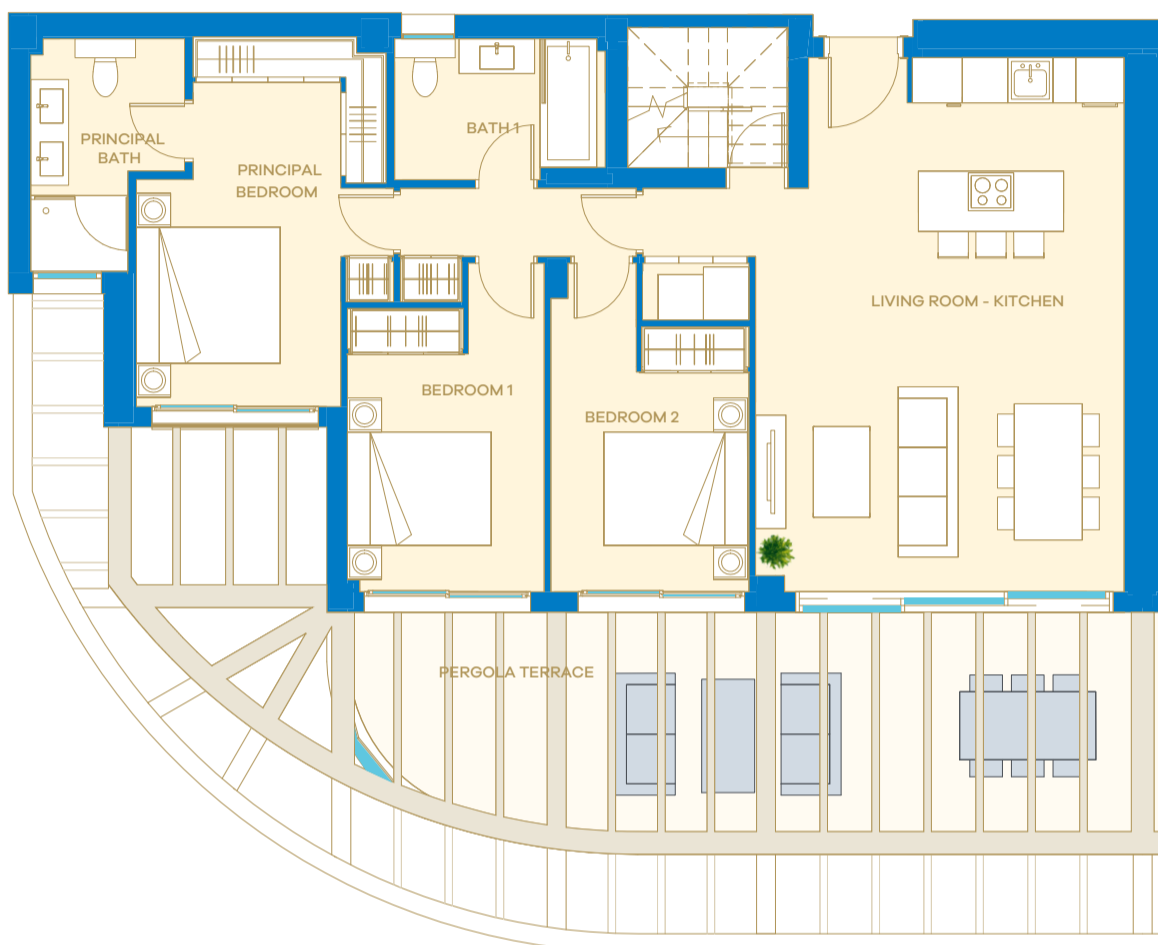 PRINCIPAL
BATH
PRINCIPAL
BEDROOM
BATH 1
LIVING ROOM - KITCHEN
BEDROOM 1
BEDROOM 2
PERGOLA TERRACE